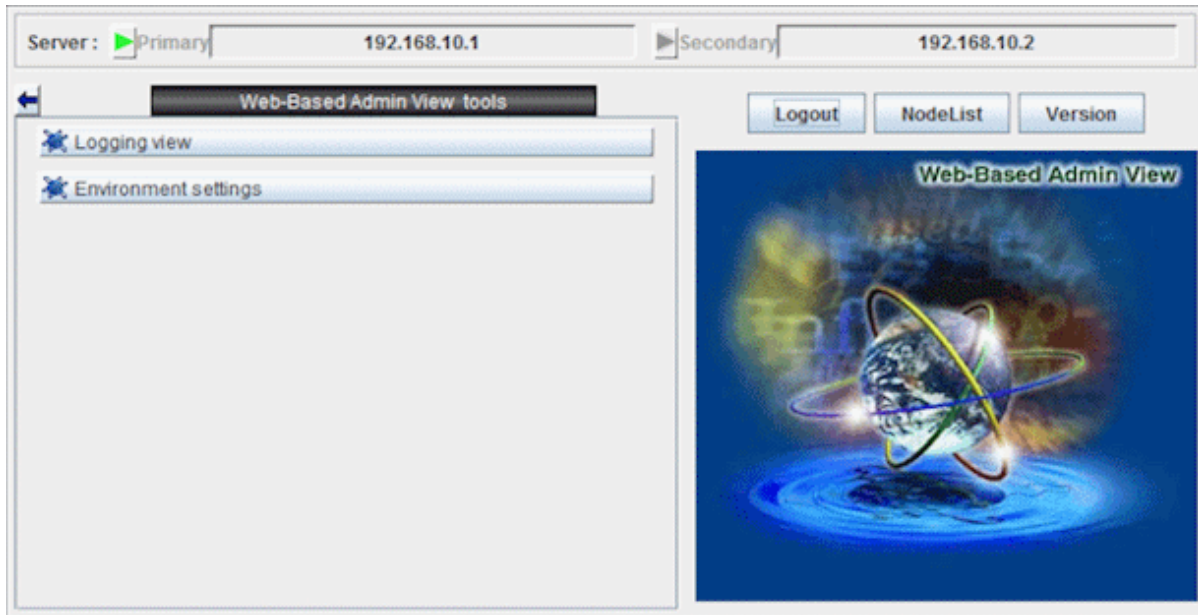 Server : Primary 192.168.10.1 Secondary 192.168.10.2
Web-Based Admin View tools
Logout NodeList Version
Logging view
Environment settings
Web-Based Admin View